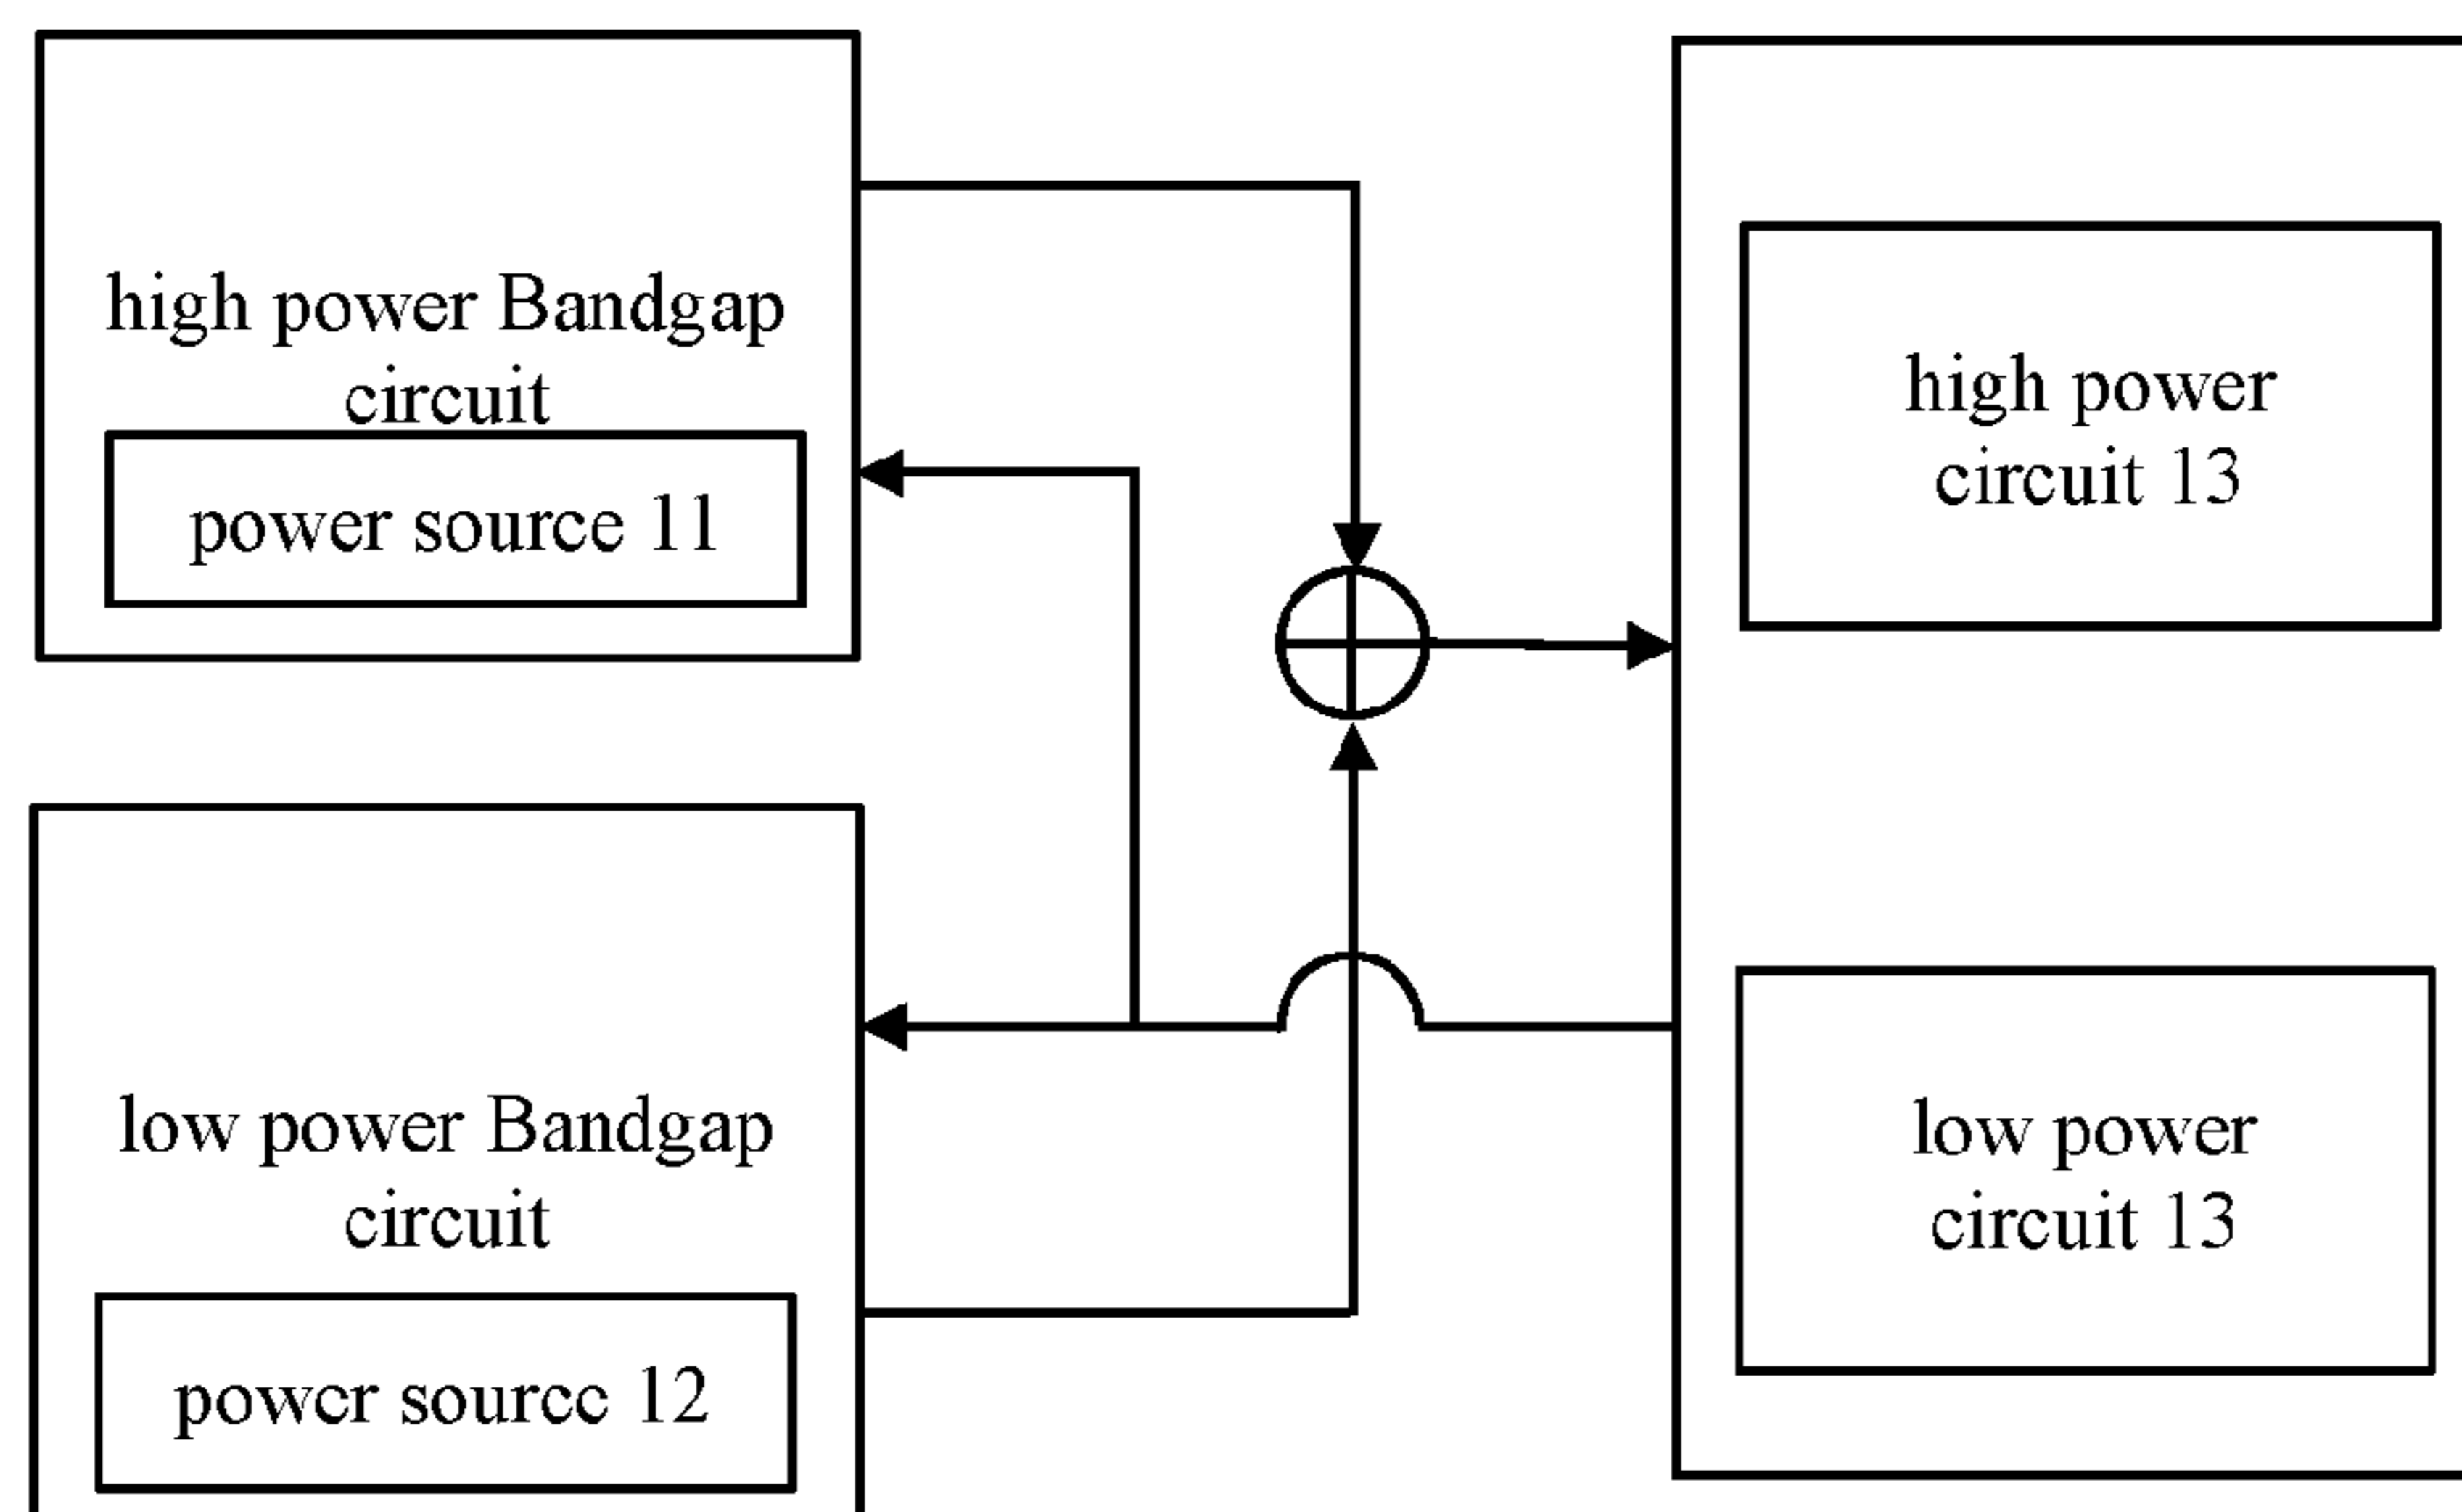 high power Bandgap
circuit
power source 11
low power Bandgap
circuit
power source 12
high power
circuit 13
low power
circuit 13